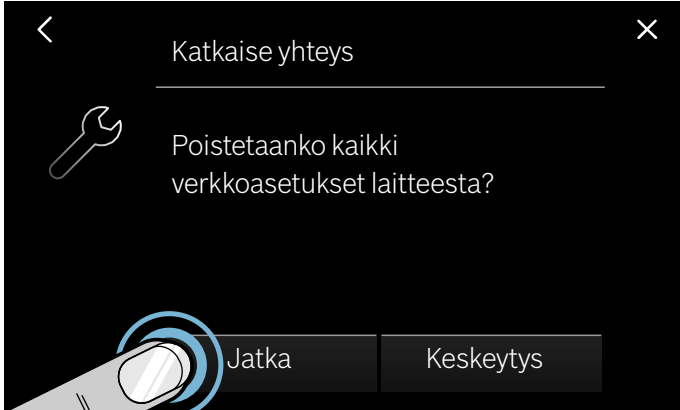 Katkaise yhteys
Poistetaanko kaikki
verkkoasetukset laitteesta?
Jatka Keskeytys